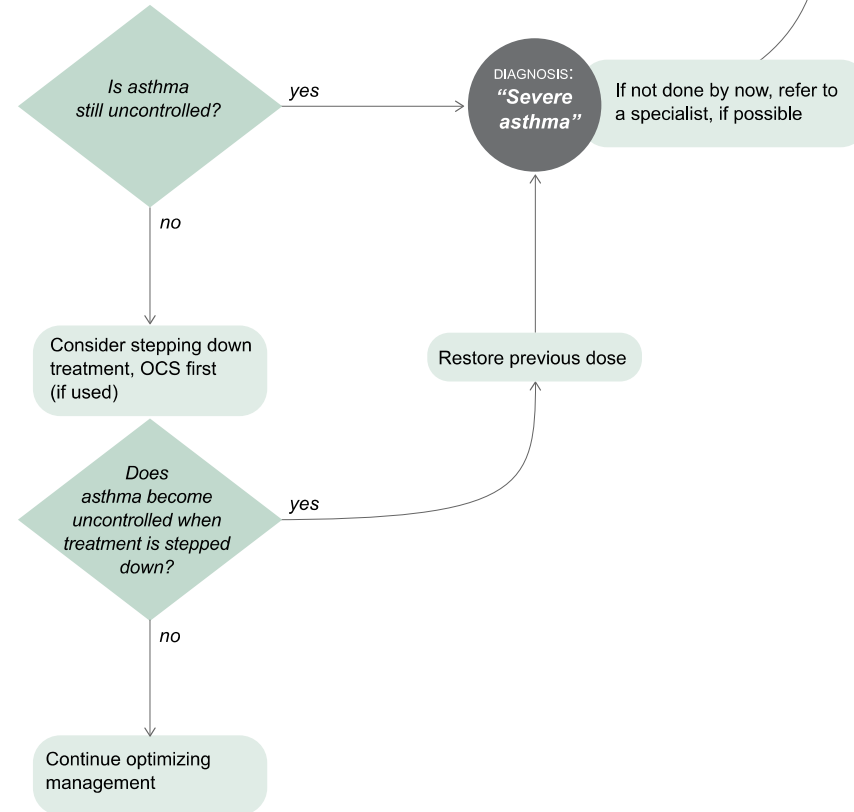 Is asthma
still uncontrolled?
yes
DIAGNOSIS:
“Severe
asthma”
If not done by now, refer to
a specialist, if possible
no
Consider stepping down
treatment, OCS first
(if used)
Restore previous dose
Does
asthma become
uncontrolled when
treatment is stepped
down?
yes
no
Continue optimizing
management